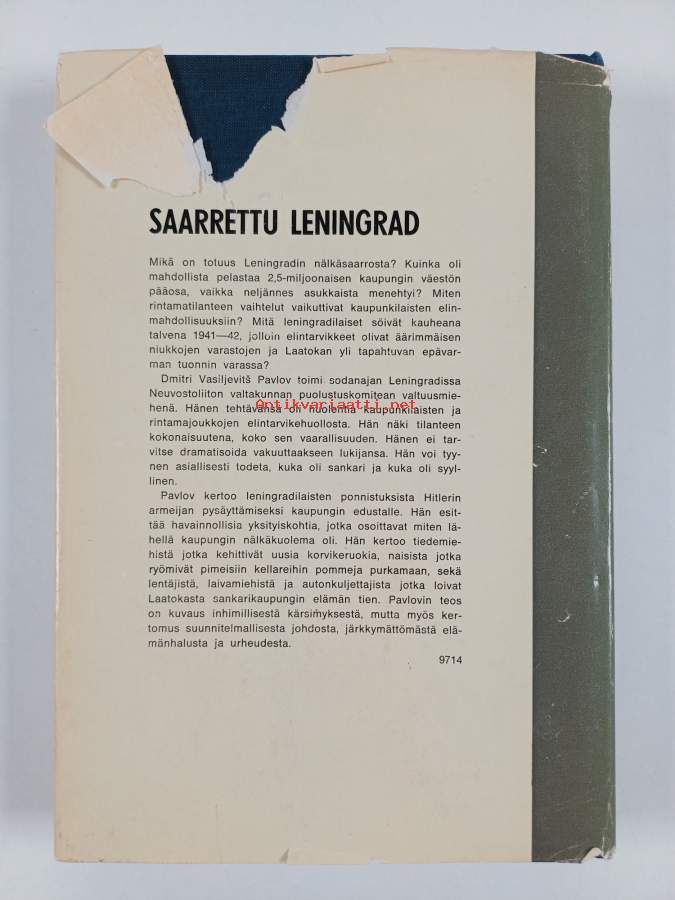 SAARRETTU LENINGRAD
Mikä on totuus Leningradin nälkäsaarrosta? Kuinka oli
mahdollista pelastaa 2,5-miljoonaisen kaupungin väestön
pääosa, vaikka neljännes asukkaista menehtyi? Miten
rintamatilanteen vaihtelut vaikuttivat kaupunkilaisten elin-
mahdollisuuksiin? Mitä leningradilaiset söivät kauheana
talvena 1941—42, jolloin elintarvikkeet olivat äärimmäisen
niukkojen varastojen ja Laatokan yli tapahtuvan epävar-
man tuonnin varassa?
Dmitri Vasiljevitš Pavlov toimi sodanajan Leningradissa
Neuvostoliiton valtakunnan puolustuskomitean valtuusmie-
henä. Hänen tehtävänsä oli huolehtia kaupunkilaisten ja
Antikvariaatti.net
rintamajoukkojen elintarvikehuollosta. Hän näki tilanteen
kokonaisuutena, koko sen vaarallisuuden. Hänen ei tar-
vitse dramatisoida vakuuttaakseen lukijansa. Hän voi tyy-
nen asiallisesti todeta, kuka oli sankari ja kuka oli syyl-
linen.
Pavlov kertoo leningradilaisten ponnistuksista Hitlerin
armeijan pysäyttämiseksi kaupungin edustalle. Hän esit-
tää havainnollisia yksityiskohtia, jotka osoittavat miten lä-
hellä kaupungin nälkäkuolema oli. Hän kertoo tiedemie-
histä jotka kehittivät uusia korvikeruokia, naisista jotka
ryömivät pimeisiin kellareihin pommeja purkamaan, sekä
lentäjistä, laivamiehistä ja autonkuljettajista jotka loivat
Laatokasta sankarikaupungin elämän tien. Pavlovin teos
on kuvaus inhimillisestä kärsimyksestä, mutta myös ker-
tomus suunnitelmallisesta johdosta, järkkymättömästä elä-
mänhalusta ja urheudesta.
9714